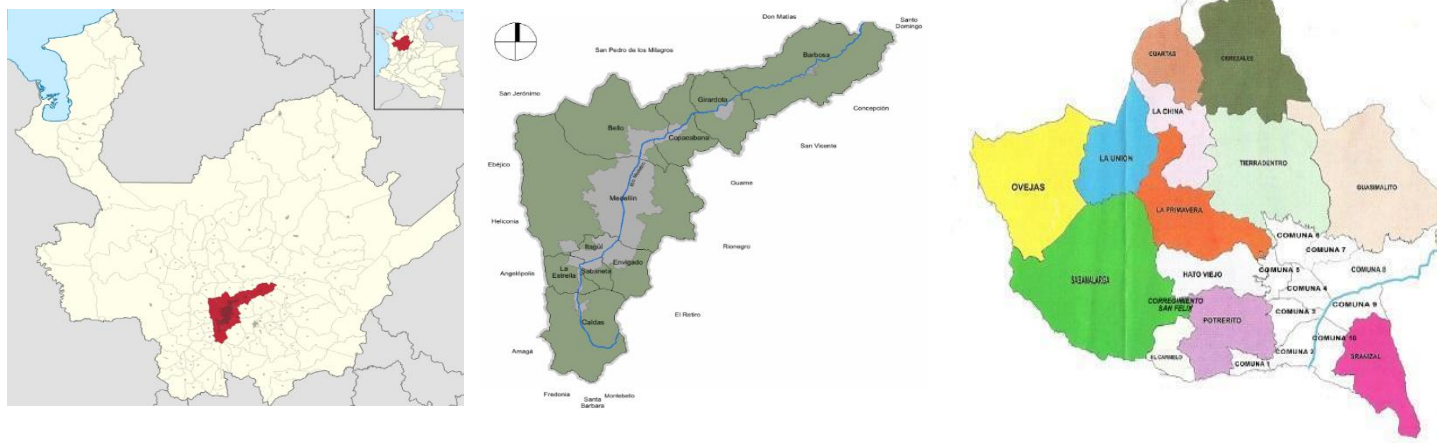 Don Matías
Santo
Domingo
San Pedro de los Milagros
Barbosa
San Jerónimo
Girardota
Concepción
Bello
Copacabana
San Vicente
Ebéjico
Guarne
Medellín
Heliconia
Itagüí
Rionegro
Envigado
La
Estrella
Sabaneta
Angelópolis
El Retiro
Caldas
Amagá
Fredonia
Santa
Barbara
Montebello
CUARTAS
CEREZALES
LA CHINA
LA UNIÓN
TIERRADENTRO
OVEJAS
GUASIMALITO
LA PRIMAVERA
COMUNA 6
COMUNA 7
SABANALARGA
HATO VIEJO
COMUNA 5
COMUNA 8
COMUNA 4
CORREGIMIENTO
SAN FELIX
POTRERITO
COMUNA 3
COMUNA 9
COMUNA 10
EL CARMELO
COMUNA 1
COMUNA 2